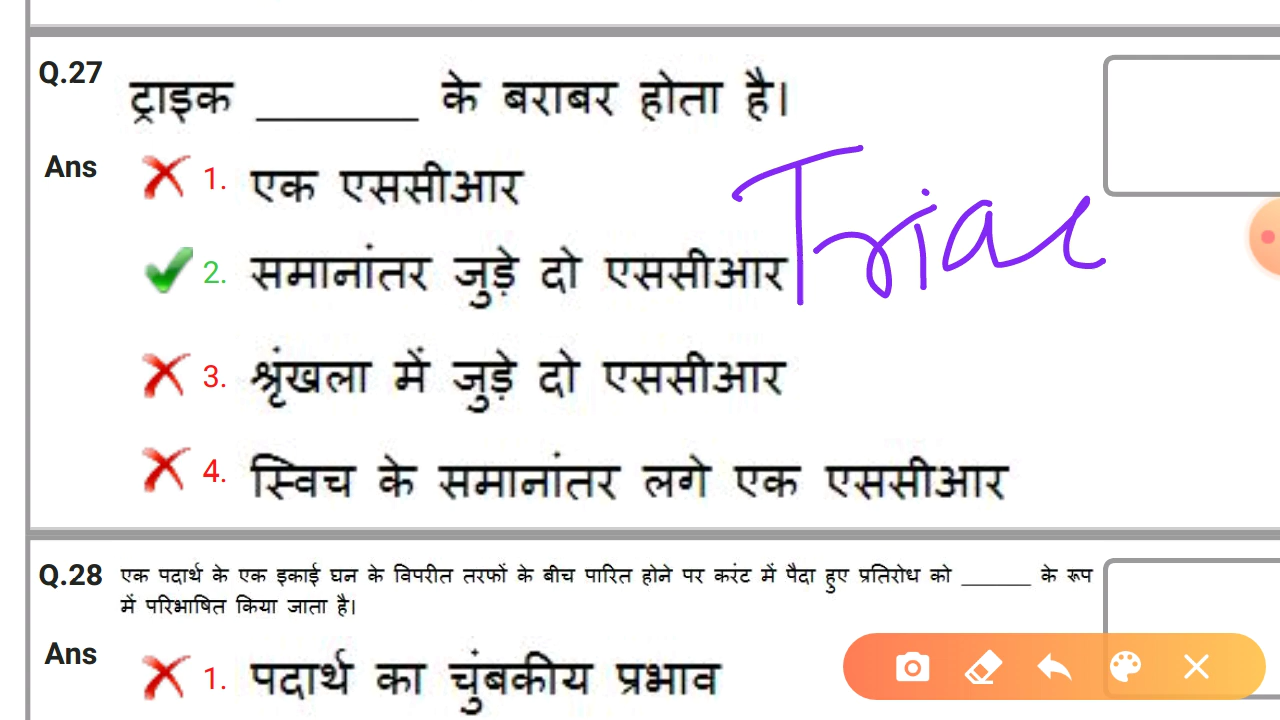 Q.27 ट्राइक ________ के बराबर होता है।
Ans 1. एक एससीआर
2. समानांतर जुड़े दो एससीआर
Triac
3. श्रृंखला में जुड़े दो एससीआर
4. स्विच के समानांतर लगे एक एससीआर
Q.28 एक पदार्थ के एक इकाई घन के विपरीत तरफों के बीच पारित होने पर करंट में पैदा हुए प्रतिरोध को ______ के रूप
में परिभाषित किया जाता है।
Ans 1. पदार्थ का चुंबकीय प्रभाव